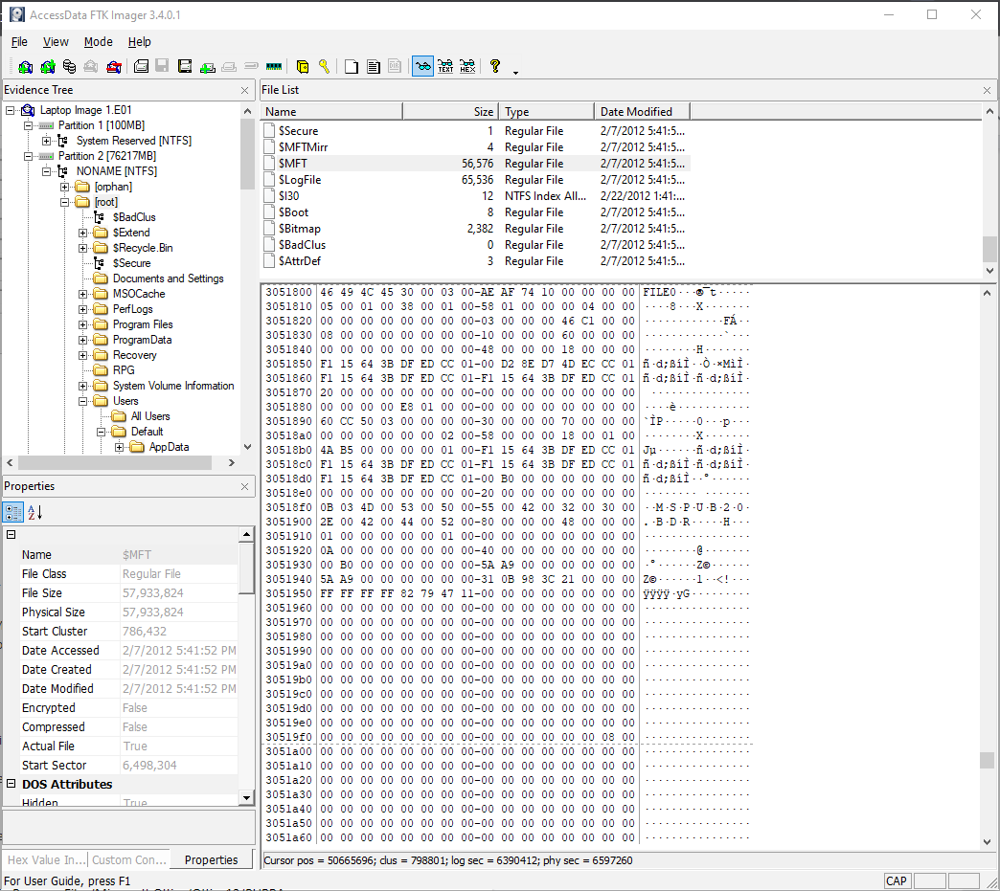 AccessData FTK Imager 3.4.0.1
File View Mode Help
Evidence Tree
Laptop Image 1.E01
Partition 1 [100MB]
System Reserved [NTFS]
Partition 2 [76217MB]
NONAME [NTFS]
[orphan]
[root]
$BadClus
$Extend
$Recycle.Bin
$Secure
Documents and Settings
MSOCache
PerfLogs
Program Files
ProgramData
Recovery
RPG
System Volume Information
Users
All Users
Default
AppData
Properties
Name $MFT
File Class Regular File
File Size 57,933,824
Physical Size 57,933,824
Start Cluster 786,432
Date Accessed 2/7/2012 5:41:52 PM
Date Created 2/7/2012 5:41:52 PM
Date Modified 2/7/2012 5:41:52 PM
Encrypted False
Compressed False
Actual File True
Start Sector 6,498,304
DOS Attributes
Hidden True
Hex Value In... Custom Con... Properties
File List
Name Size Type Date Modified
$Secure 1 Regular File 2/7/2012 5:41:5...
$MFTMirr 4 Regular File 2/7/2012 5:41:5...
$MFT 56,576 Regular File 2/7/2012 5:41:5...
$LogFile 65,536 Regular File 2/7/2012 5:41:5...
$I30 12 NTFS Index All... 2/22/2012 1:41:...
$Boot 8 Regular File 2/7/2012 5:41:5...
$Bitmap 2,382 Regular File 2/7/2012 5:41:5...
$BadClus 0 Regular File 2/7/2012 5:41:5...
$AttrDef 3 Regular File 2/7/2012 5:41:5...
3051800 46 49 4C 45 30 00 03 00-AE AF 74 10 00 00 00 00 FILE0···®¯t·····
3051810 05 00 01 00 38 00 01 00-58 01 00 00 00 04 00 00 ····8···X·······
3051820 00 00 00 00 00 00 00 00-03 00 00 00 46 C1 00 00 ············FÁ··
3051830 08 00 00 00 00 00 00 00-10 00 00 00 60 00 00 00 ············`···
3051840 00 00 00 00 00 00 00 00-48 00 00 00 18 00 00 00 ········H·······
3051850 F1 15 64 3B DF ED CC 01-00 D2 8E D7 4D EC CC 01 ñ·d;ßíÌ··Ò·×MìÌ·
3051860 F1 15 64 3B DF ED CC 01-F1 15 64 3B DF ED CC 01 ñ·d;ßíÌ·ñ·d;ßíÌ·
3051870 20 00 00 00 00 00 00 00-00 00 00 00 00 00 00 00 ···············
3051880 00 00 00 00 E8 01 00 00-00 00 00 00 00 00 00 00 ····è···········
3051890 60 CC 50 03 00 00 00 00-30 00 00 00 70 00 00 00 `ÌP·····0···p···
30518a0 00 00 00 00 00 00 02 00-58 00 00 00 18 00 01 00 ········X·······
30518b0 4A B5 00 00 00 00 01 00-F1 15 64 3B DF ED CC 01 Jµ······ñ·d;ßíÌ·
30518c0 F1 15 64 3B DF ED CC 01-F1 15 64 3B DF ED CC 01 ñ·d;ßíÌ·ñ·d;ßíÌ·
30518d0 F1 15 64 3B DF ED CC 01-00 B0 00 00 00 00 00 00 ñ·d;ßíÌ··°······
30518e0 00 00 00 00 00 00 00 00-20 00 00 00 00 00 00 00 ········ ·······
30518f0 0B 03 4D 00 53 00 50 00-55 00 42 00 32 00 30 00 ··M·S·P·U·B·2·0·
3051900 2E 00 42 00 44 00 52 00-80 00 00 00 48 00 00 00 .·B·D·R·····H···
3051910 01 00 00 00 00 00 01 00-00 00 00 00 00 00 00 00 ················
3051920 0A 00 00 00 00 00 00 00-40 00 00 00 00 00 00 00 ········@·······
3051930 00 B0 00 00 00 00 00 00-5A A9 00 00 00 00 00 00 ·°······Z©······
3051940 5A A9 00 00 00 00 00 00-31 0B 98 3C 21 00 00 00 Z©······1··<!···
3051950 FF FF FF FF 82 79 47 11-00 00 00 00 00 00 00 00 ÿÿÿÿ·yG·········
3051960 00 00 00 00 00 00 00 00-00 00 00 00 00 00 00 00 ················
3051970 00 00 00 00 00 00 00 00-00 00 00 00 00 00 00 00 ················
3051980 00 00 00 00 00 00 00 00-00 00 00 00 00 00 00 00 ················
3051990 00 00 00 00 00 00 00 00-00 00 00 00 00 00 00 00 ················
30519a0 00 00 00 00 00 00 00 00-00 00 00 00 00 00 00 00 ················
30519b0 00 00 00 00 00 00 00 00-00 00 00 00 00 00 00 00 ················
30519c0 00 00 00 00 00 00 00 00-00 00 00 00 00 00 00 00 ················
30519d0 00 00 00 00 00 00 00 00-00 00 00 00 00 00 00 00 ················
30519e0 00 00 00 00 00 00 00 00-00 00 00 00 00 00 00 00 ················
30519f0 00 00 00 00 00 00 00 00-00 00 00 00 00 00 08 00 ················
3051a00 00 00 00 00 00 00 00 00-00 00 00 00 00 00 00 00 ················
3051a10 00 00 00 00 00 00 00 00-00 00 00 00 00 00 00 00 ················
3051a20 00 00 00 00 00 00 00 00-00 00 00 00 00 00 00 00 ················
3051a30 00 00 00 00 00 00 00 00-00 00 00 00 00 00 00 00 ················
3051a40 00 00 00 00 00 00 00 00-00 00 00 00 00 00 00 00 ················
3051a50 00 00 00 00 00 00 00 00-00 00 00 00 00 00 00 00 ················
3051a60 00 00 00 00 00 00 00 00-00 00 00 00 00 00 00 00 ················
Cursor pos = 50665696; clus = 798801; log sec = 6390412; phy sec = 6597260
For User Guide, press F1
CAP